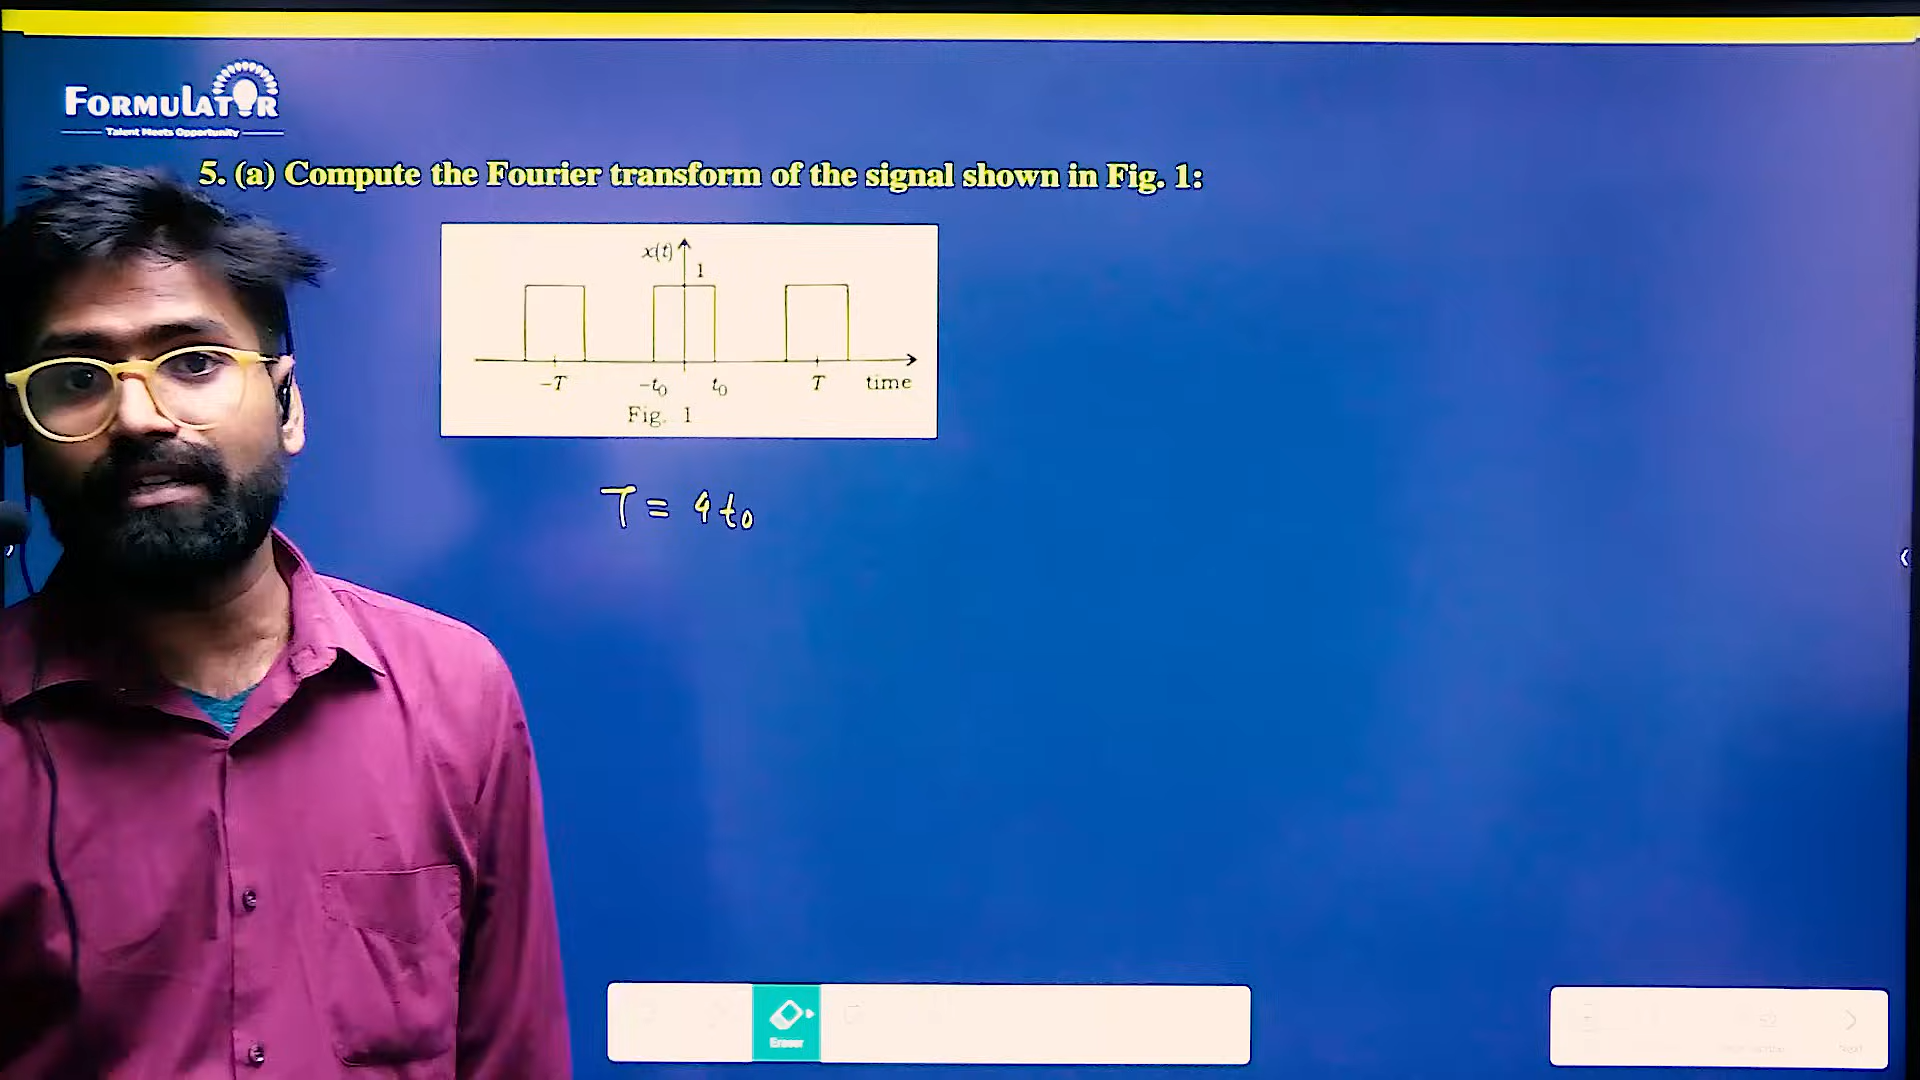 FORMULATOR
Talent Meets Opportunity
5. (a) Compute the Fourier transform of the signal shown in Fig. 1:
x(t)
1
-T -t0 t0 T time
Fig. 1
T = 4t0
Eraser
Next